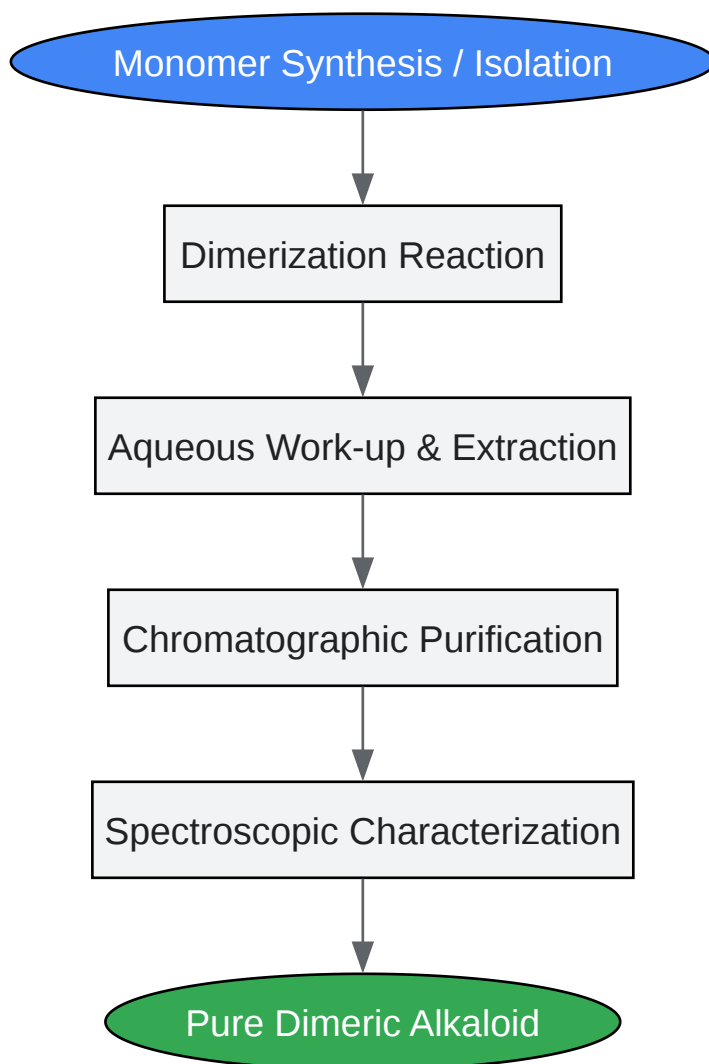 Monomer Synthesis / Isolation
Dimerization Reaction
Aqueous Work-up & Extraction
Chromatographic Purification
Spectroscopic Characterization
Pure Dimeric Alkaloid